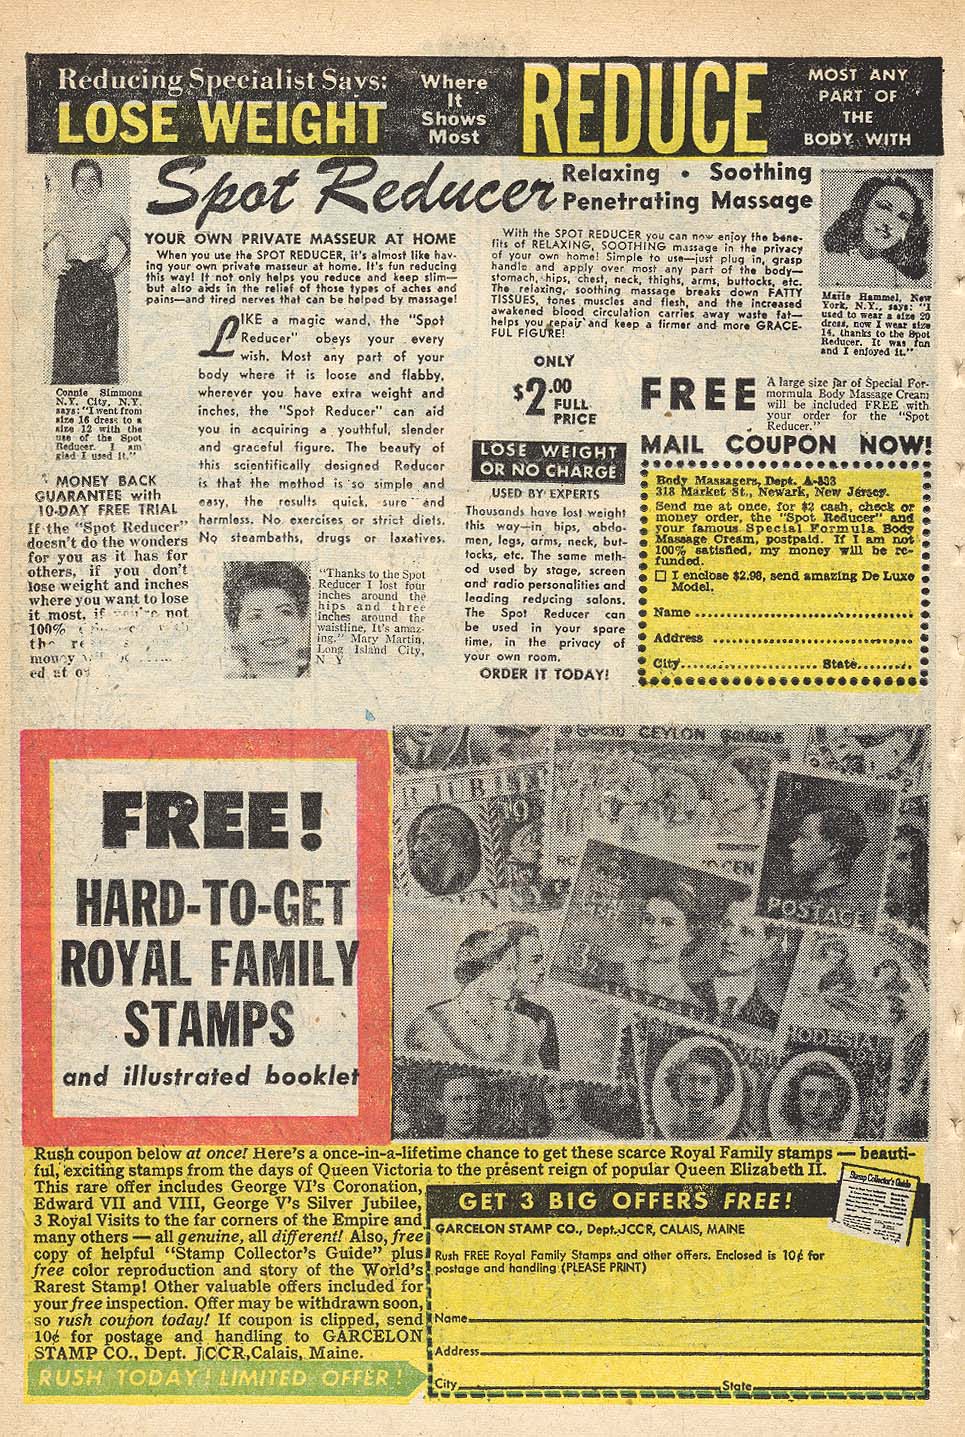 Reducing Specialist Says:
LOSE WEIGHT
Where
It
Shows
Most
REDUCE
MOST ANY
PART OF
THE
BODY WITH
Spot Reducer
Relaxing • Soothing
Penetrating Massage
YOUR OWN PRIVATE MASSEUR AT HOME
When you use the SPOT REDUCER, it's almost like hav-
ing your own private masseur at home. It's fun reducing
this way! It not only helps you reduce and keep slim—
but also aids in the relief of those types of aches and
pains—and tired nerves that can be helped by massage!
LIKE a magic wand, the "Spot
Reducer" obeys your every
wish. Most any part of your
body where it is loose and flabby,
wherever you have extra weight and
inches, the "Spot Reducer" can aid
you in acquiring a youthful, slender
and graceful figure. The beauty of
this scientifically designed Reducer
is that the method is so simple and
easy, the results quick, sure and
harmless. No exercises or strict diets.
No steambaths, drugs or laxatives.
Connie Simmons
N.Y. City, N.Y.
says: "I went from
size 16 dress to a
size 12 with the
use of the Spot
Reducer. I am
glad I used it."
MONEY BACK
GUARANTEE with
10-DAY FREE TRIAL
If the "Spot Reducer"
doesn't do the wonders
for you as it has for
others, if you don't
lose weight and inches
where you want to lose
it most, if you're not
100%
the
money
ed at
"Thanks to the Spot
Reducer I lost four
inches around the
hips and three
inches around the
waistline, It's amaz-
ing." Mary Martin,
Long Island City,
N Y
With the SPOT REDUCER you can now enjoy the bene-
fits of RELAXING, SOOTHING massage in the privacy
of your own home! Simple to use—just plug in, grasp
handle and apply over most any part of the body—
stomach, hips, chest, neck, thighs, arms, buttocks, etc.
The relaxing, soothing massage breaks down FATTY
TISSUES, tones muscles and flesh, and the increased
awakened blood circulation carries away waste fat—
helps you repair and keep a firmer and more GRACE-
FUL FIGURE!
ONLY
$2.00
FULL
PRICE
LOSE WEIGHT
OR NO CHARGE
USED BY EXPERTS
Thousands have lost weight
this way—in hips, abdo-
men, legs, arms, neck, but-
tocks, etc. The same meth-
od used by stage, screen
and radio personalities and
leading reducing salons.
The Spot Reducer can
be used in your spare
time, in the privacy of
your own room.
ORDER IT TODAY!
Marie Hammel, New
York, N.Y., says: "I
used to wear a size 20
dress, now I wear size
14, thanks to the Spot
Reducer. It was fun
and I enjoyed it."
FREE
A large size jar of Special For-
mormula Body Massage Cream
will be included FREE with
your order for the "Spot
Reducer."
MAIL COUPON NOW!
Body Massagers, Dept. A-833
318 Market St., Newark, New Jersey.
Send me at once, for $2 cash, check or
money order, the "Spot Reducer" and
your famous Special Formula Body
Massage Cream, postpaid. If I am not
100% satisfied, my money will be re-
funded.
☐ I enclose $2.98, send amazing De Luxe
Model.
Name
Address
City State
FREE!
HARD-TO-GET
ROYAL FAMILY
STAMPS
and illustrated booklet
CEYLON
POSTAGE
Rush coupon below at once! Here's a once-in-a-lifetime chance to get these scarce Royal Family stamps — beauti-
ful, exciting stamps from the days of Queen Victoria to the present reign of popular Queen Elizabeth II.
This rare offer includes George VI's Coronation,
Edward VII and VIII, George V's Silver Jubilee,
3 Royal Visits to the far corners of the Empire and
many others — all genuine, all different! Also, free
copy of helpful "Stamp Collector's Guide" plus
free color reproduction and story of the World's
Rarest Stamp! Other valuable offers included for
your free inspection. Offer may be withdrawn soon,
so rush coupon today! If coupon is clipped, send
10¢ for postage and handling to GARCELON
STAMP CO., Dept. JCCR, Calais, Maine.
RUSH TODAY! LIMITED OFFER!
GET 3 BIG OFFERS FREE!
Stamp Collector's Guide
GARCELON STAMP CO., Dept. JCCR, CALAIS, MAINE
Rush FREE Royal Family Stamps and other offers. Enclosed is 10¢ for
postage and handling (PLEASE PRINT)
Name
Address
City State